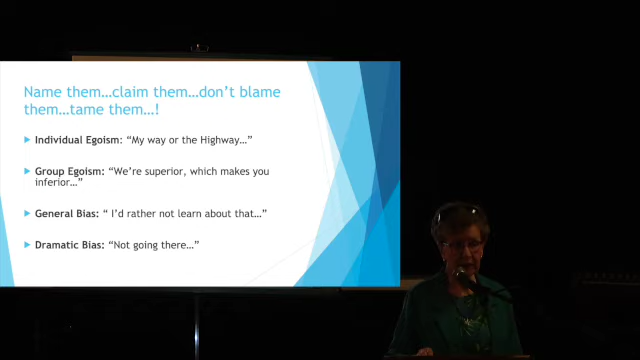 Name them...claim them...don't blame
them...tame them...!
Individual Egoism: “My way or the Highway...”
Group Egoism: “We're superior, which makes you
inferior...”
General Bias: “ I'd rather not learn about that...”
Dramatic Bias: “Not going there...”